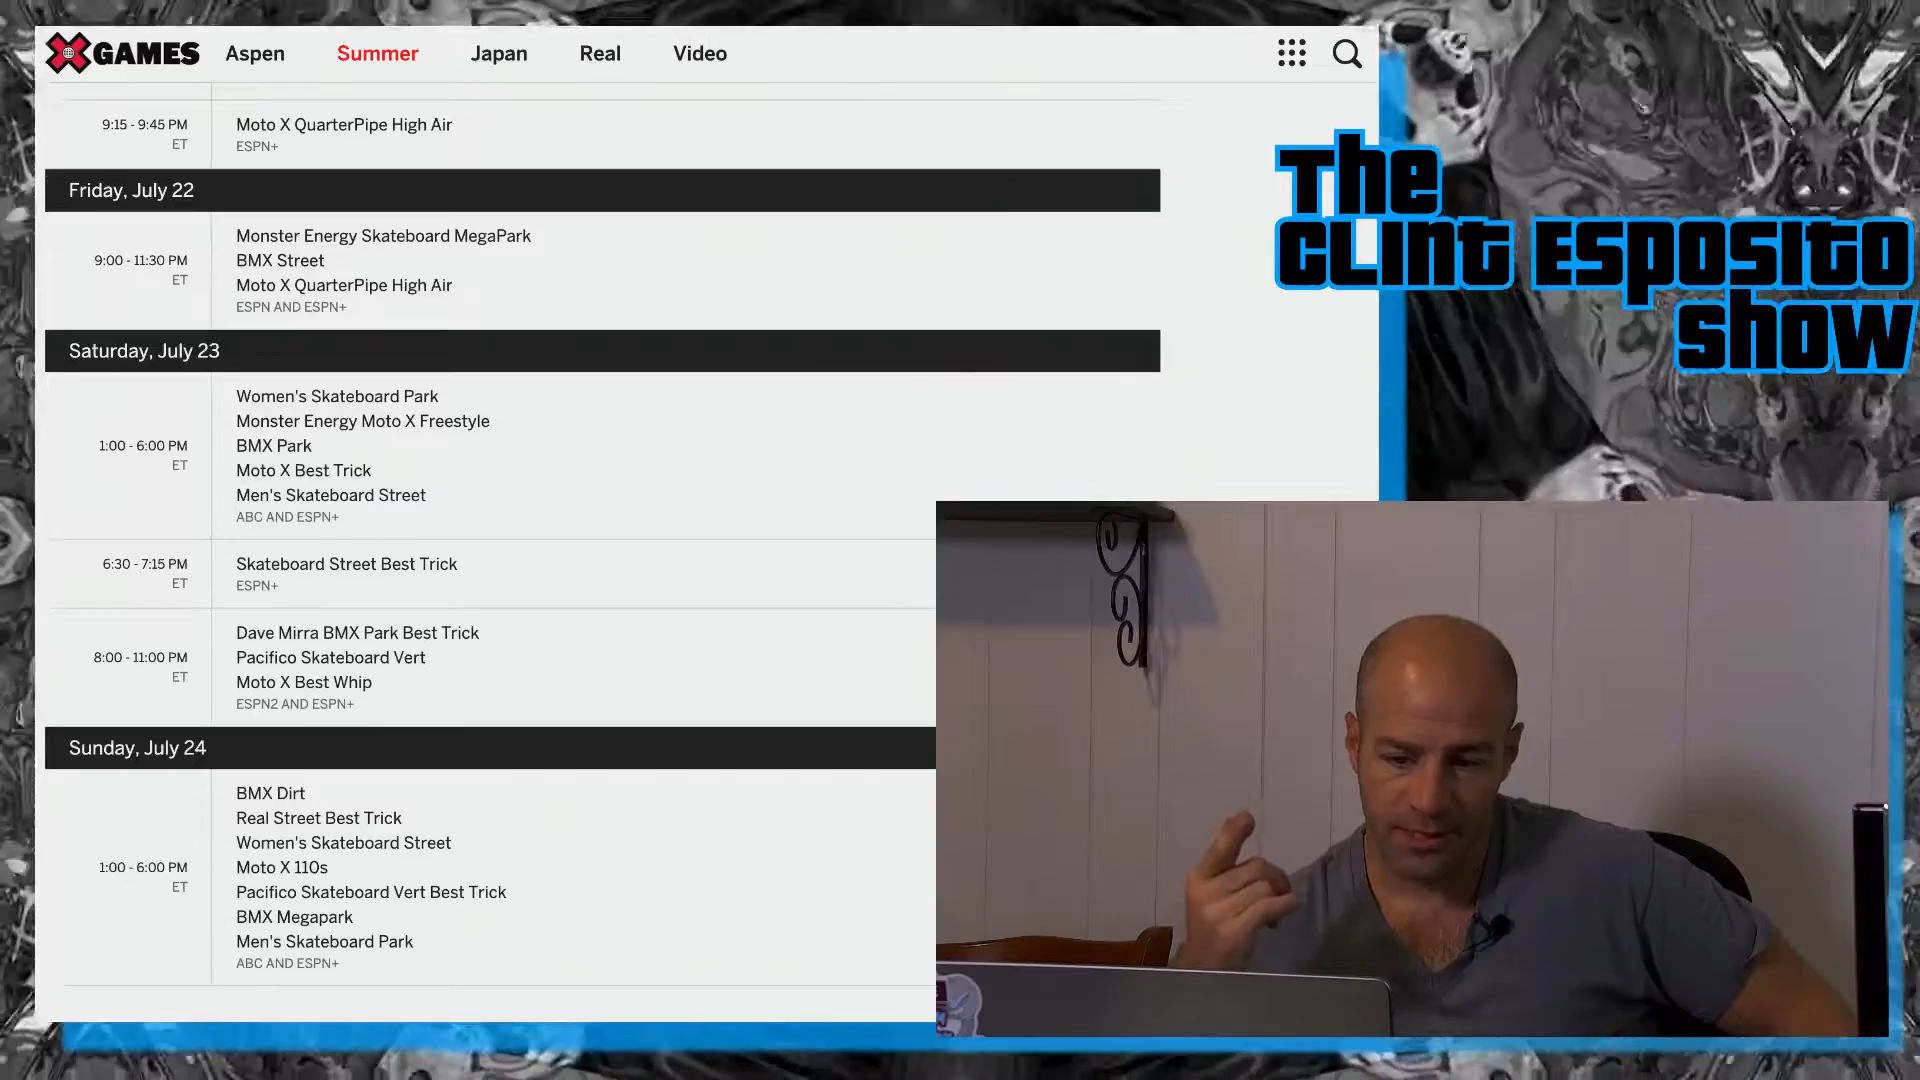 X GAMES
Aspen
Summer
Japan
Real
Video
9:15 - 9:45 PM
ET
Moto X QuarterPipe High Air
ESPN+
Friday, July 22
9:00 - 11:30 PM
ET
Monster Energy Skateboard MegaPark
BMX Street
Moto X QuarterPipe High Air
ESPN AND ESPN+
Saturday, July 23
1:00 - 6:00 PM
ET
Women's Skateboard Park
Monster Energy Moto X Freestyle
BMX Park
Moto X Best Trick
Men's Skateboard Street
ABC AND ESPN+
6:30 - 7:15 PM
ET
Skateboard Street Best Trick
ESPN+
8:00 - 11:00 PM
ET
Dave Mirra BMX Park Best Trick
Pacifico Skateboard Vert
Moto X Best Whip
ESPN2 AND ESPN+
Sunday, July 24
1:00 - 6:00 PM
ET
BMX Dirt
Real Street Best Trick
Women's Skateboard Street
Moto X 110s
Pacifico Skateboard Vert Best Trick
BMX Megapark
Men's Skateboard Park
ABC AND ESPN+
The
CLint Esposito
show